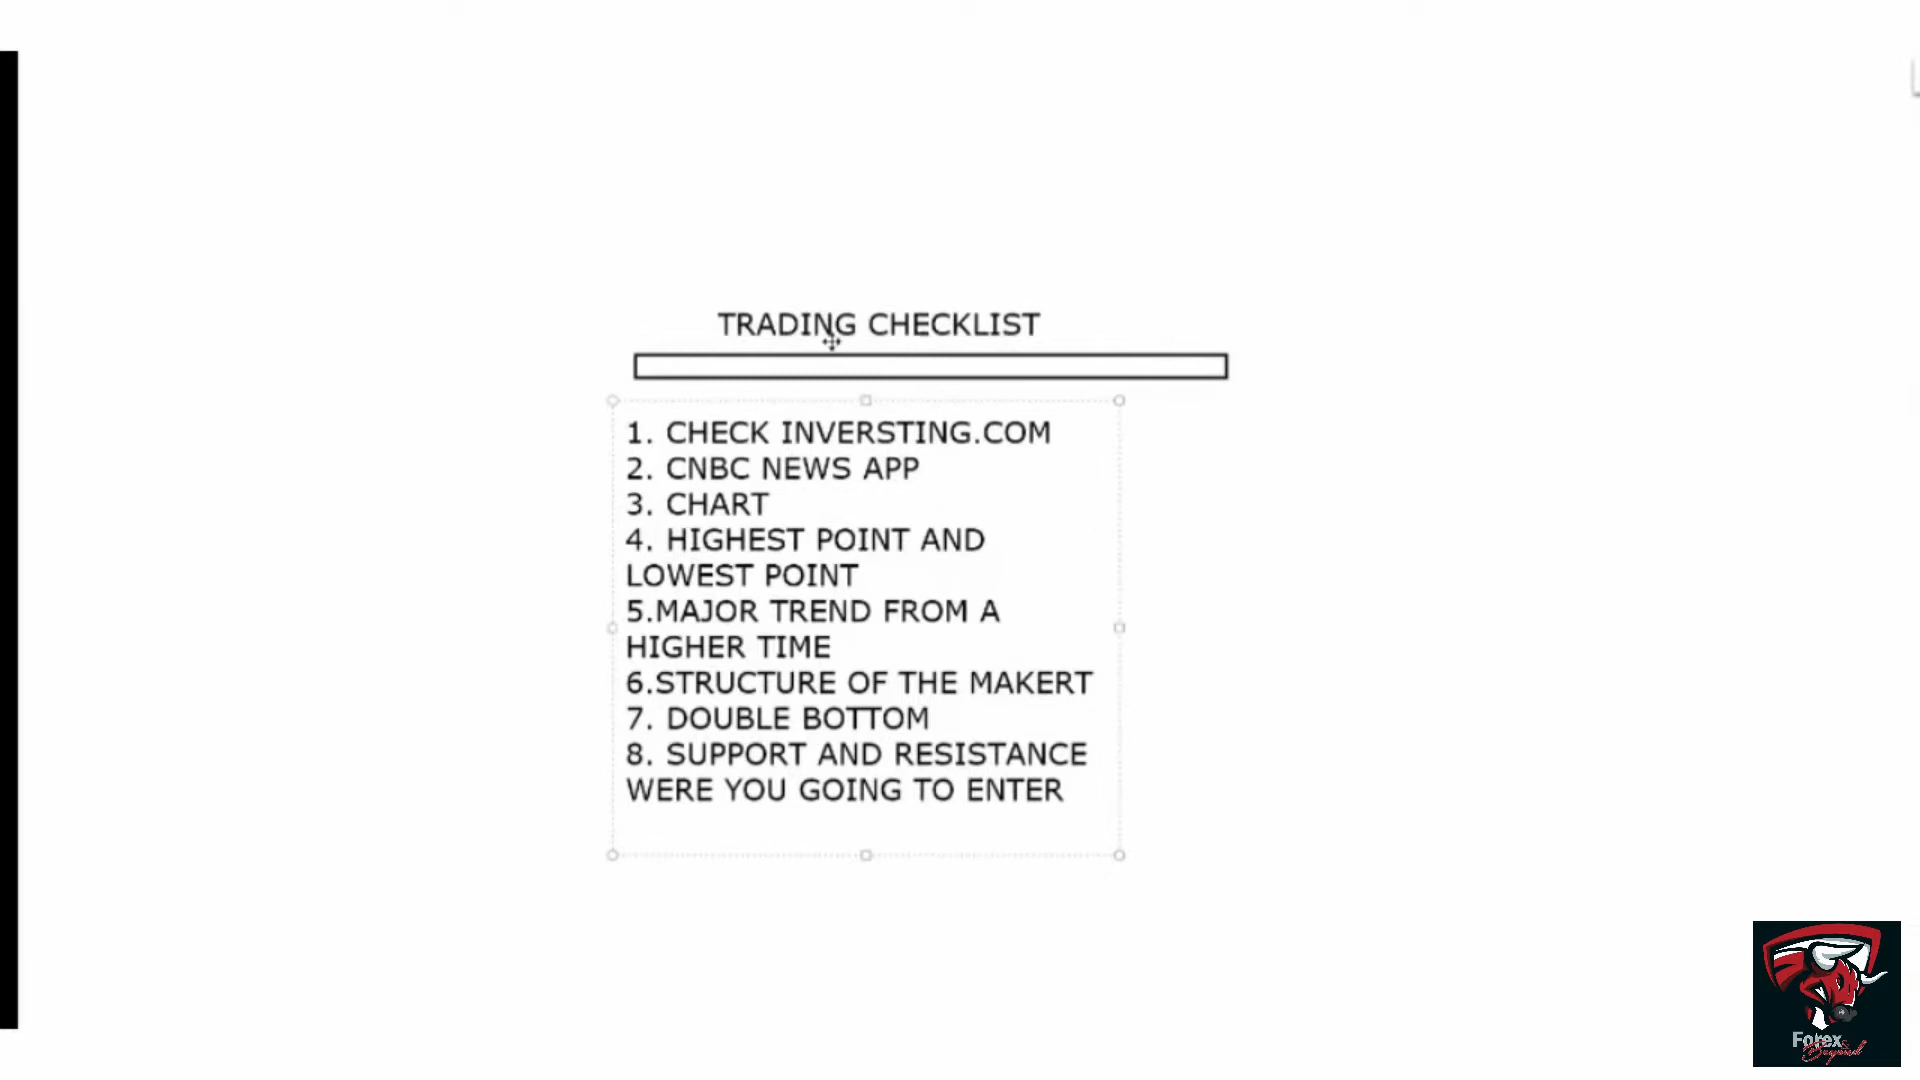 TRADING CHECKLIST
1. CHECK INVERSTING.COM
2. CNBC NEWS APP
3. CHART
4. HIGHEST POINT AND
LOWEST POINT
5.MAJOR TREND FROM A
HIGHER TIME
6.STRUCTURE OF THE MAKERT
7. DOUBLE BOTTOM
8. SUPPORT AND RESISTANCE
WERE YOU GOING TO ENTER
Forex&
Beyond